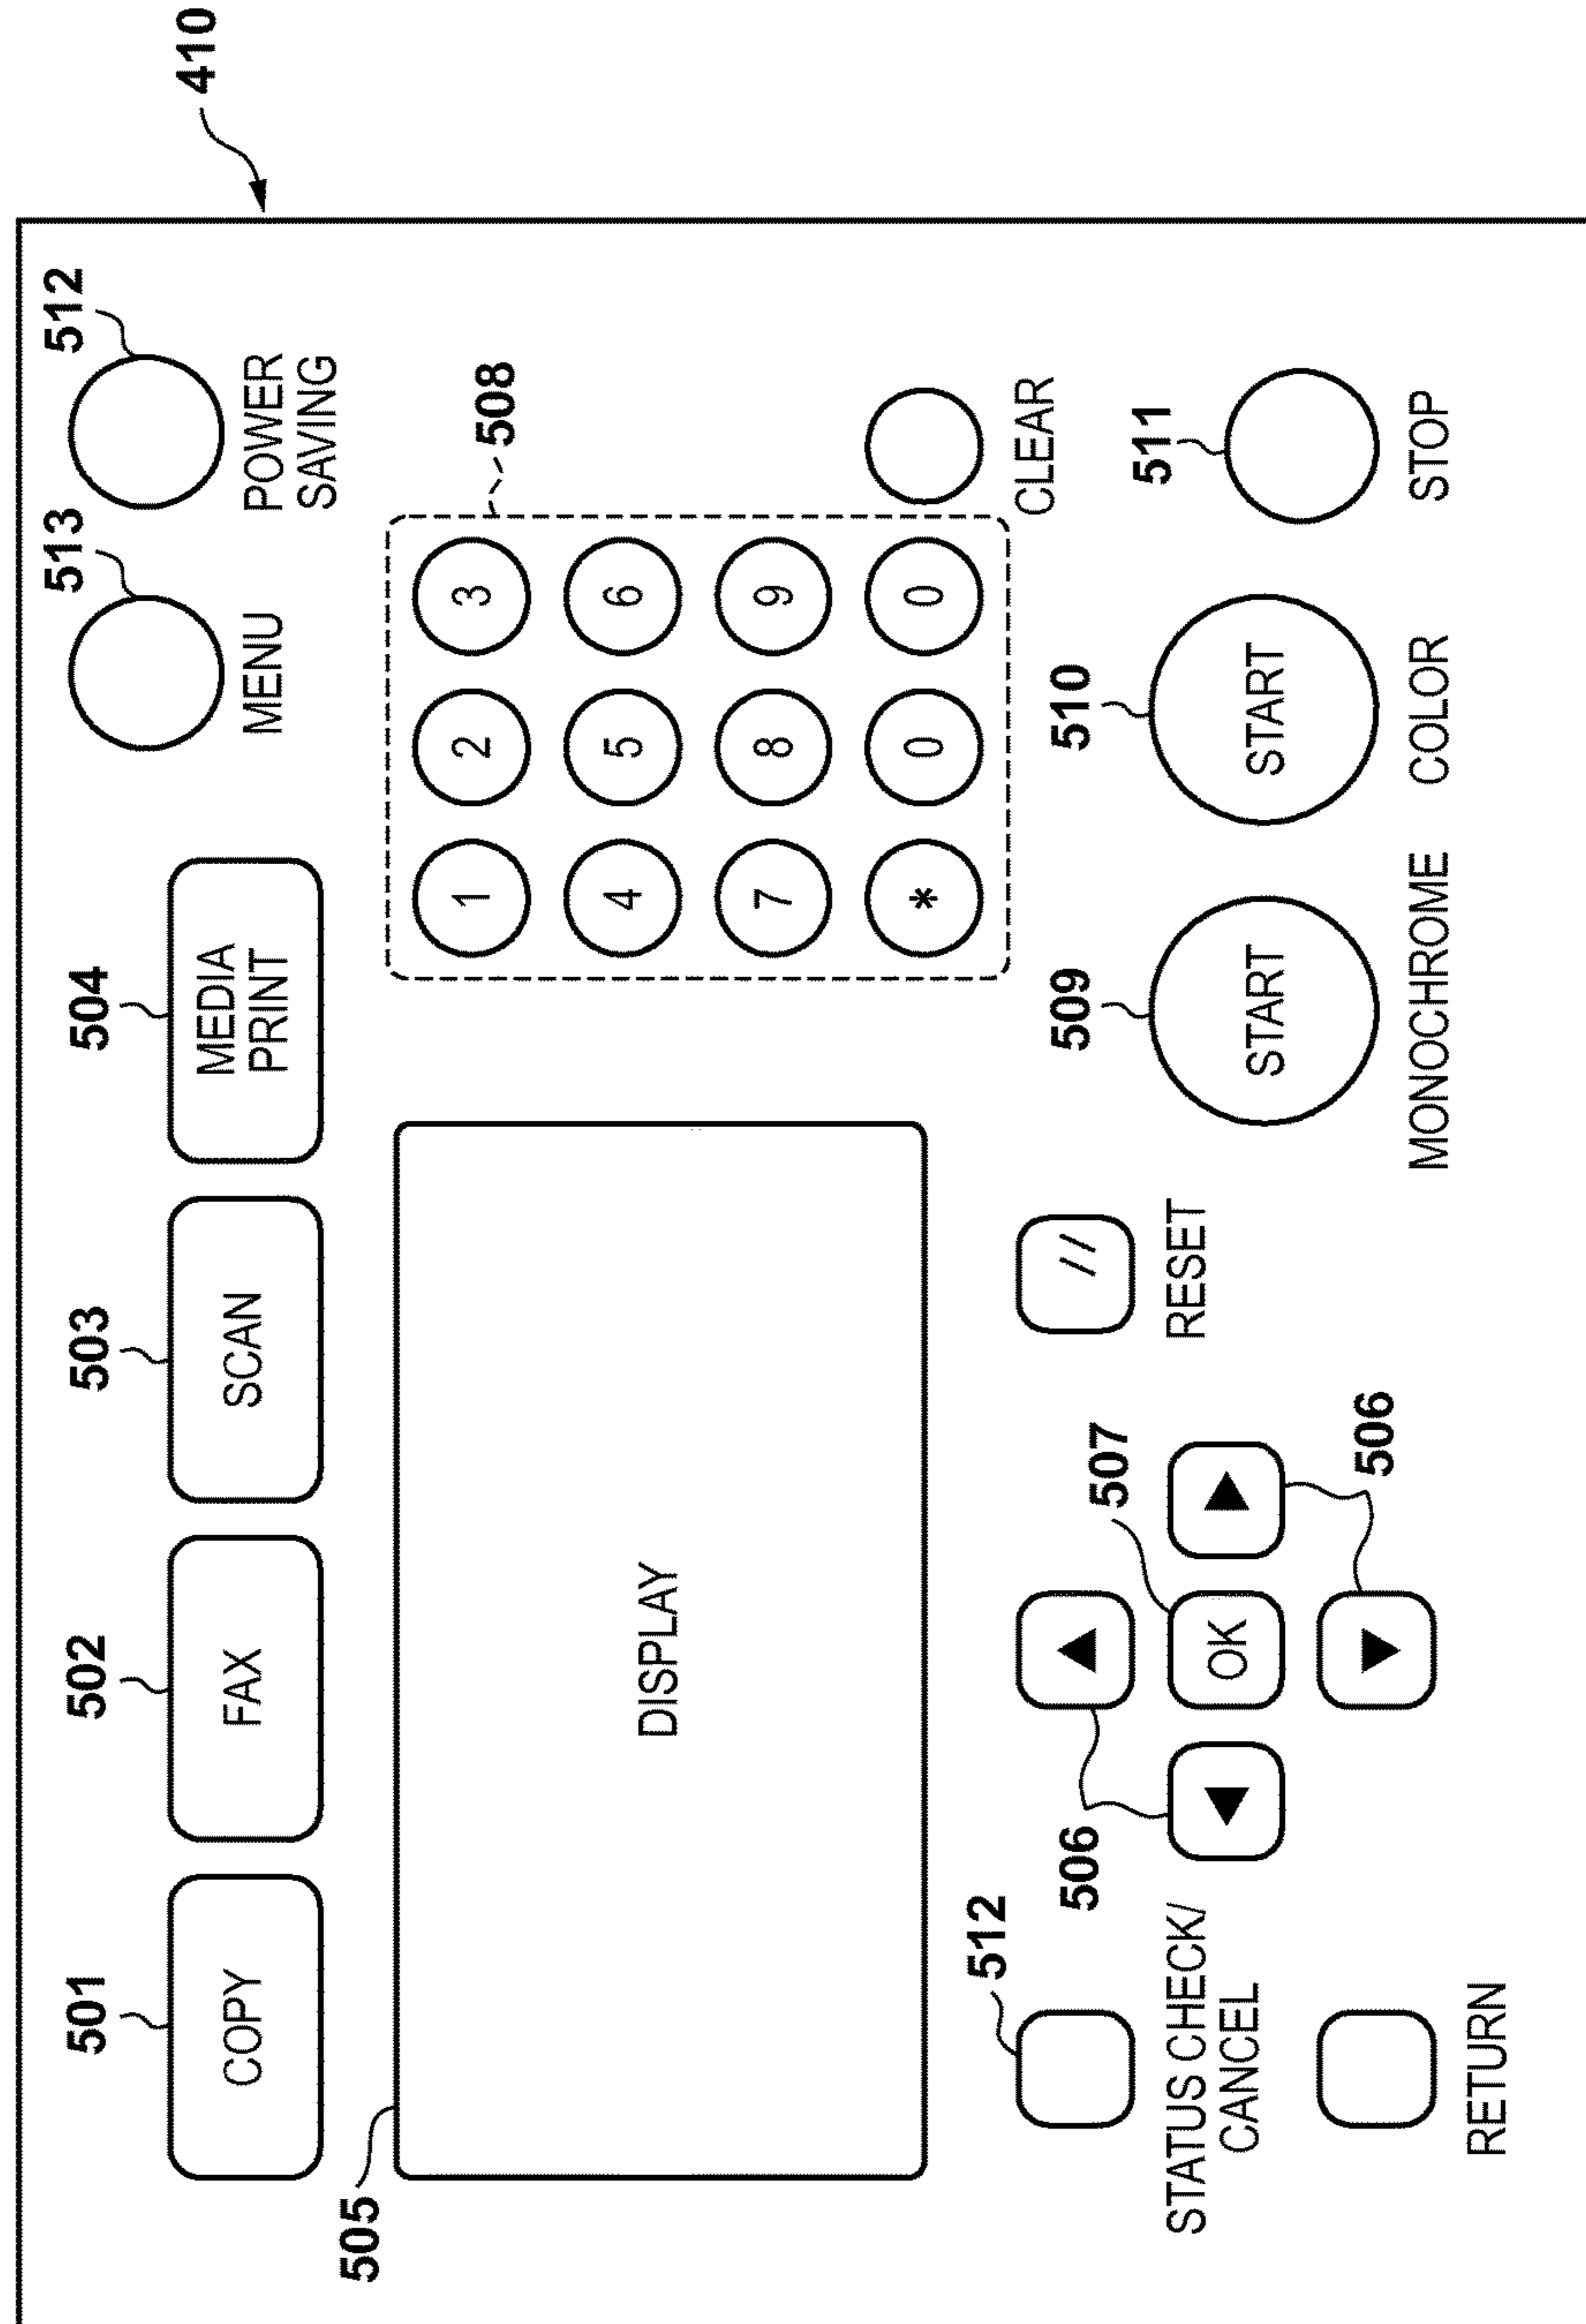 410
501
502
503
504
513
512
COPY
FAX
SCAN
MEDIA
PRINT
MENU
POWER
SAVING
505
DISPLAY
508
1
2
3
4
5
6
7
8
9
*
0
0
CLEAR
512
STATUS CHECK/
CANCEL
RETURN
506
507
OK
506
//
RESET
509
START
MONOCHROME
510
START
COLOR
511
STOP